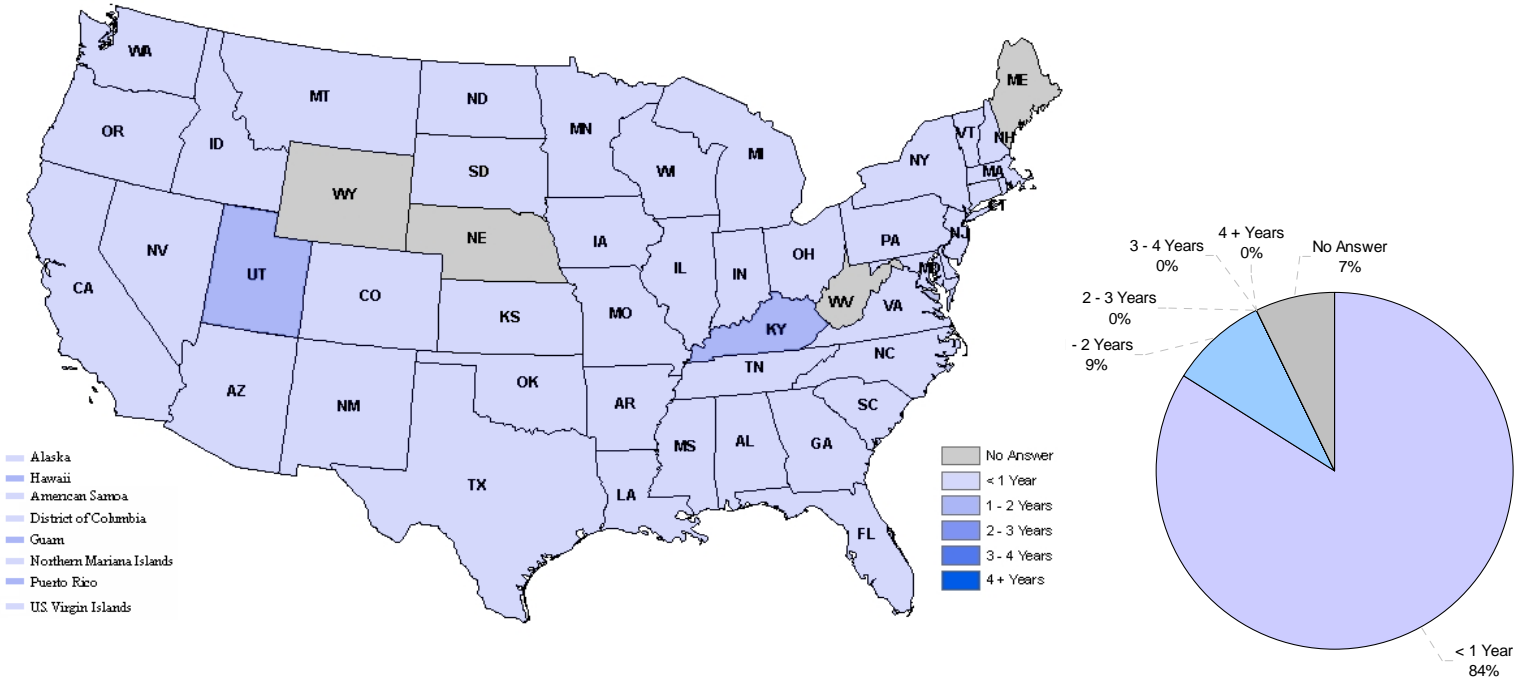 WA
MT
ND
MN
OR
ID
SD
WI
MI
NY
VT
NH
ME
MA
CT
WY
NE
IA
NV
UT
CO
CA
KS
MO
IL
IN
OH
PA
NJ
MD
WV
VA
KY
NC
TN
AZ
NM
OK
AR
SC
MS
AL
GA
TX
LA
FL
Alaska
Hawaii
American Samoa
District of Columbia
Guam
Northern Mariana Islands
Puerto Rico
U.S. Virgin Islands
No Answer
< 1 Year
1 - 2 Years
2 - 3 Years
3 - 4 Years
4 + Years
4 + Years
0%
3 - 4 Years
0%
No Answer
7%
2 - 3 Years
0%
- 2 Years
9%
< 1 Year
84%